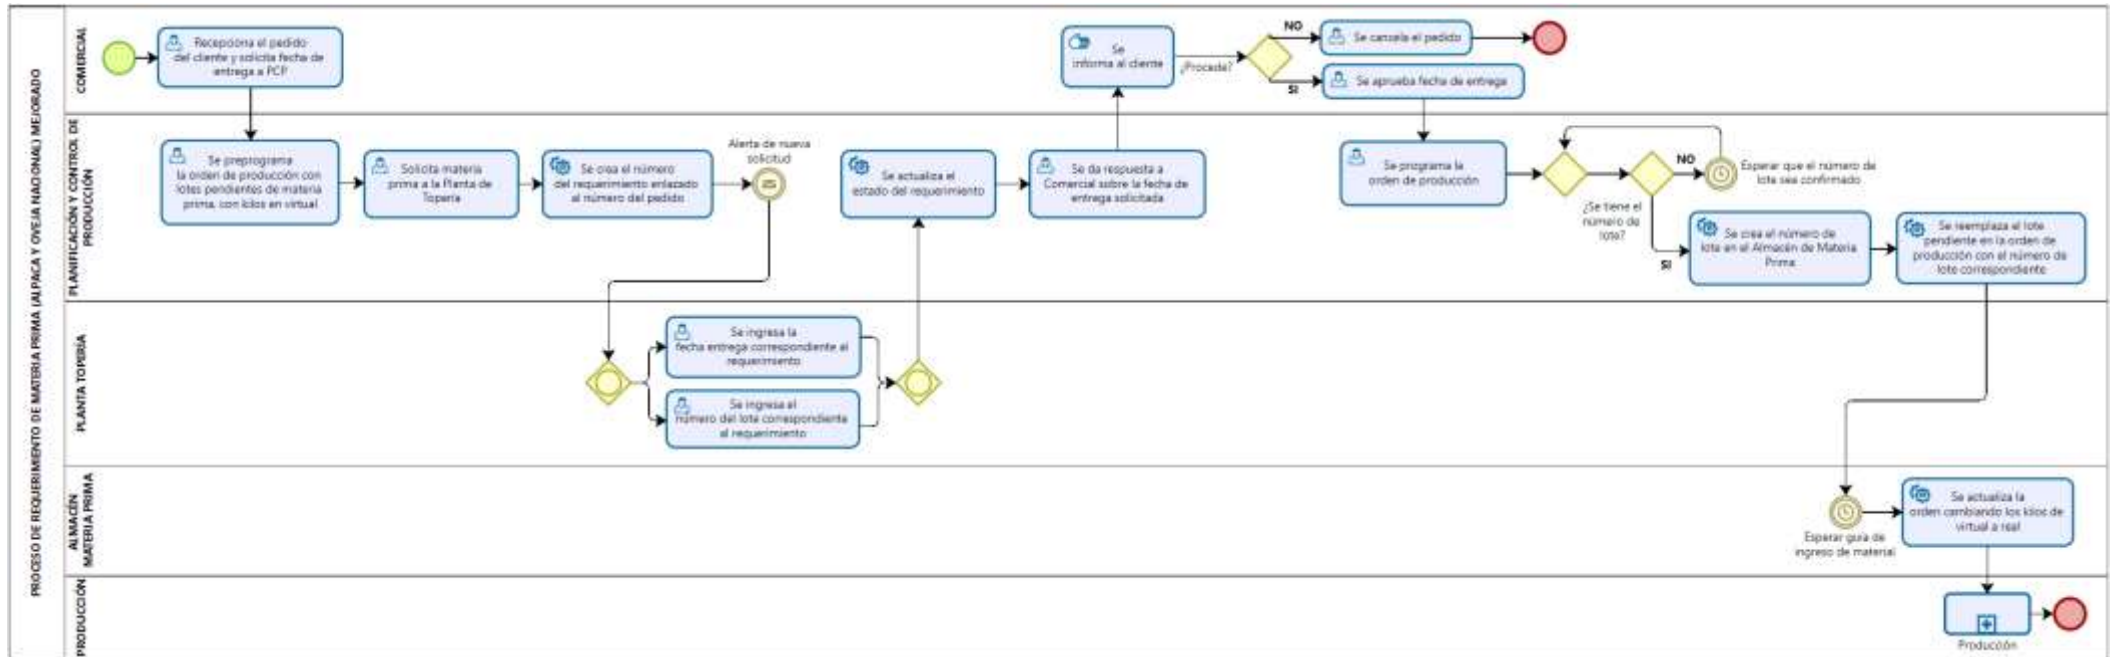 PROCESO DE REQUERIMIENTO DE MATERIA PRIMA (ALPACA Y OVEJA NACIONAL) MEJORADO
COMERCIAL
Recepciona el pedido
del cliente y solicita fecha de
entrega a PCP
Se
informa al cliente
¿Procede?
NO
Se cancela el pedido
SI
Se aprueba fecha de entrega
PLANIFICACIÓN Y CONTROL DE
PRODUCCIÓN
Se preprograma
la orden de producción con
lotes pendientes de materia
prima, con kilos en virtual
Solicita materia
prima a la Planta de
Topería
Se crea el número
del requerimiento enlazado
al número del pedido
Alerta de nueva
solicitud
Se actualiza el
estado del requerimiento
Se da respuesta a
Comercial sobre la fecha de
entrega solicitada
Se programa la
orden de producción
¿Se tiene el
número de
lote?
NO
Esperar que el número de
lote sea confirmado
SI
Se crea el número de
lote en el Almacén de Materia
Prima
Se reemplaza el lote
pendiente en la orden de
producción con el número de
lote correspondiente
PLANTA TOPERÍA
Se ingresa la
fecha entrega correspondiente al
requerimiento
Se ingresa el
número del lote correspondiente
al requerimiento
ALMACÉN
MATERIA PRIMA
Esperar guía de
ingreso de material
Se actualiza la
orden cambiando los kilos de
virtual a real
PRODUCCIÓN
Producción